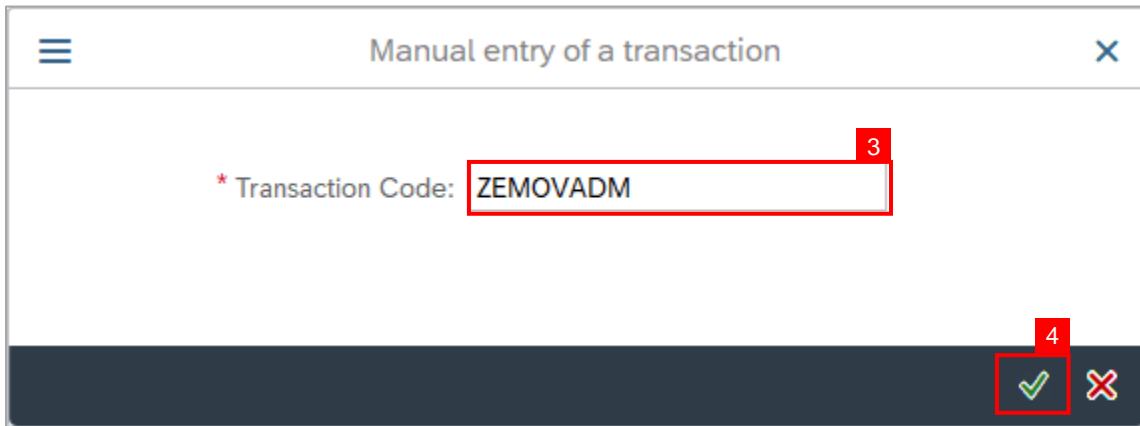 Manual entry of a transaction
3
* Transaction Code: ZEMOVADM
4